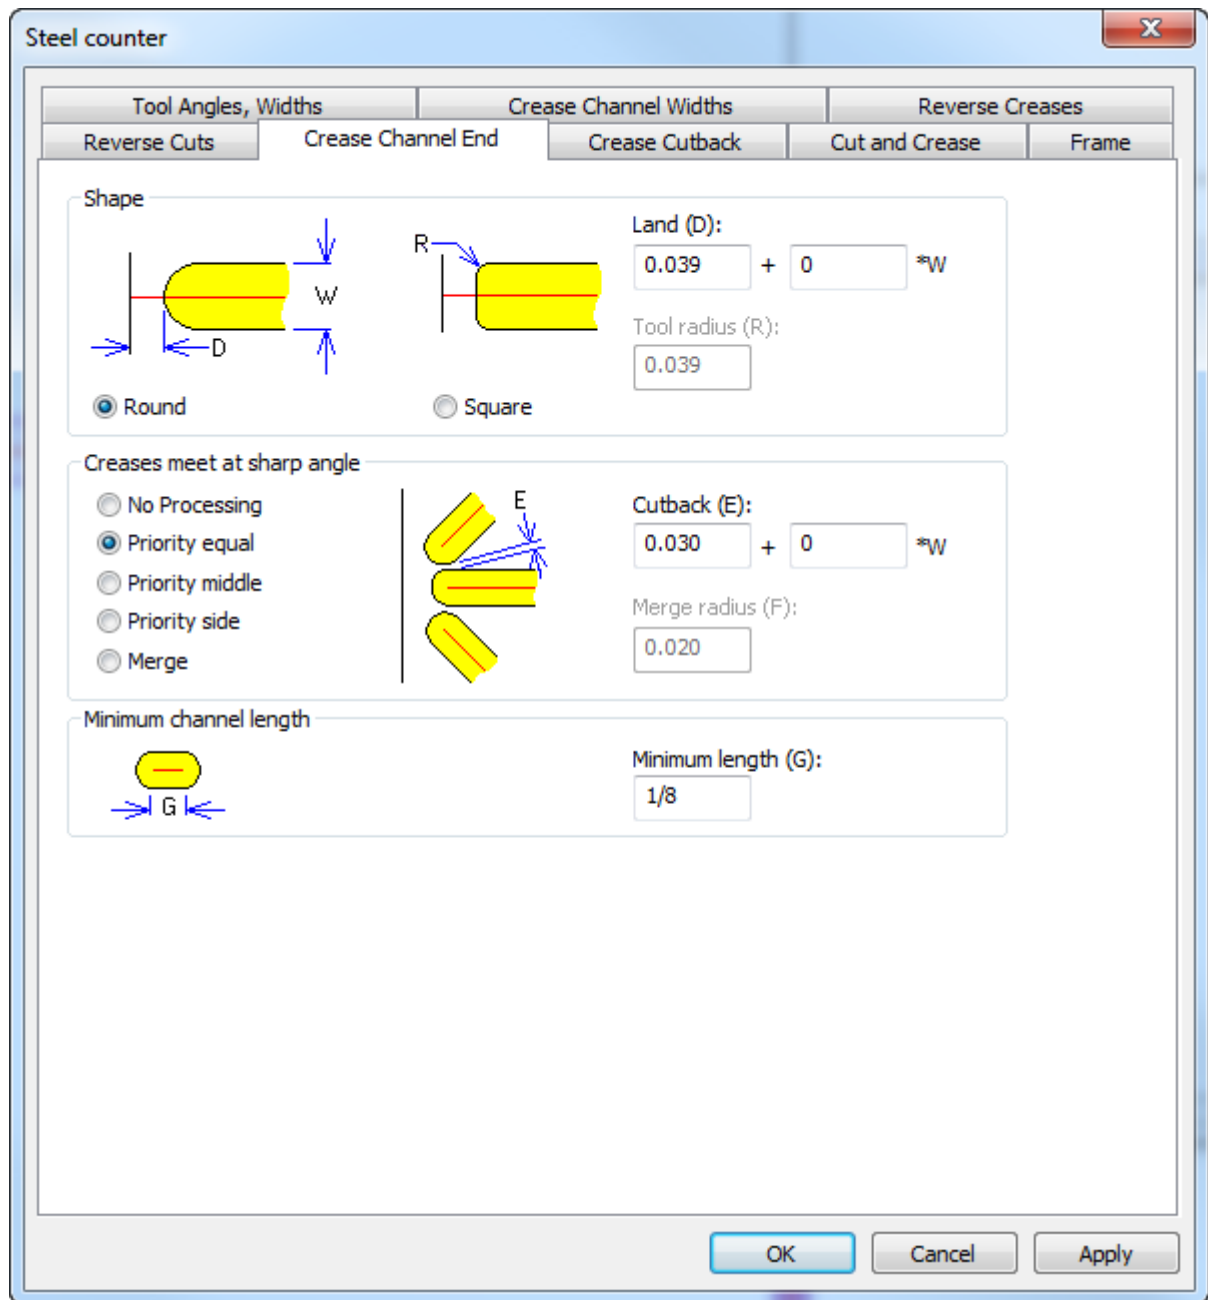 Steel counter
Tool Angles, Widths
Crease Channel Widths
Reverse Creases
Reverse Cuts
Crease Channel End
Crease Cutback
Cut and Crease
Frame
Shape
W
D
R
Land (D):
0.039 + 0 *W
Tool radius (R):
0.039
Round
Square
Creases meet at sharp angle
No Processing
Priority equal
Priority middle
Priority side
Merge
E
Cutback (E):
0.030 + 0 *W
Merge radius (F):
0.020
Minimum channel length
G
Minimum length (G):
1/8
OK
Cancel
Apply